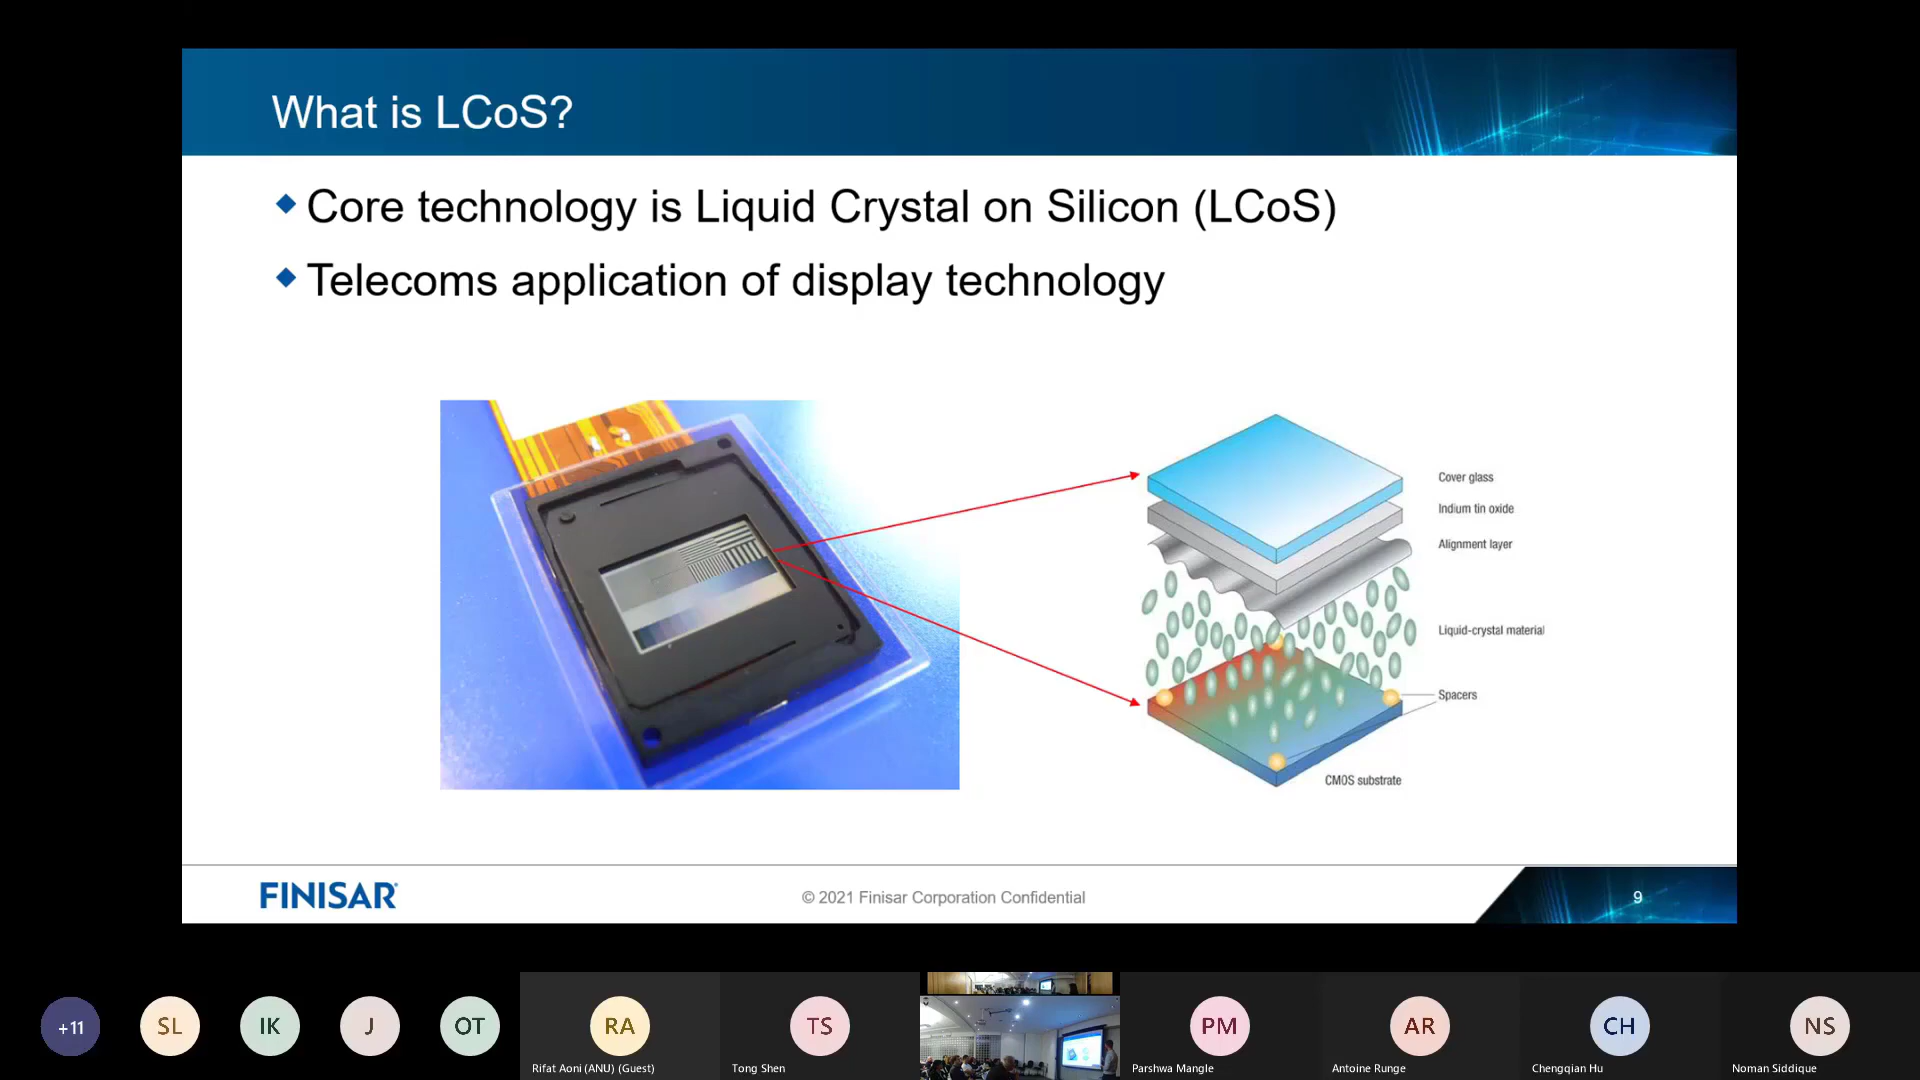 What is LCoS?
Core technology is Liquid Crystal on Silicon (LCoS)
Telecoms application of display technology
Cover glass
Indium tin oxide
Alignment layer
Liquid-crystal material
Spacers
CMOS substrate
FINISAR
© 2021 Finisar Corporation Confidential
9
+11
SL
IK
J
OT
RA
TS
PM
AR
CH
NS
Rifat Aoni (ANU) (Guest)
Tong Shen
Parshwa Mangle
Antoine Runge
Chengqian Hu
Noman Siddique